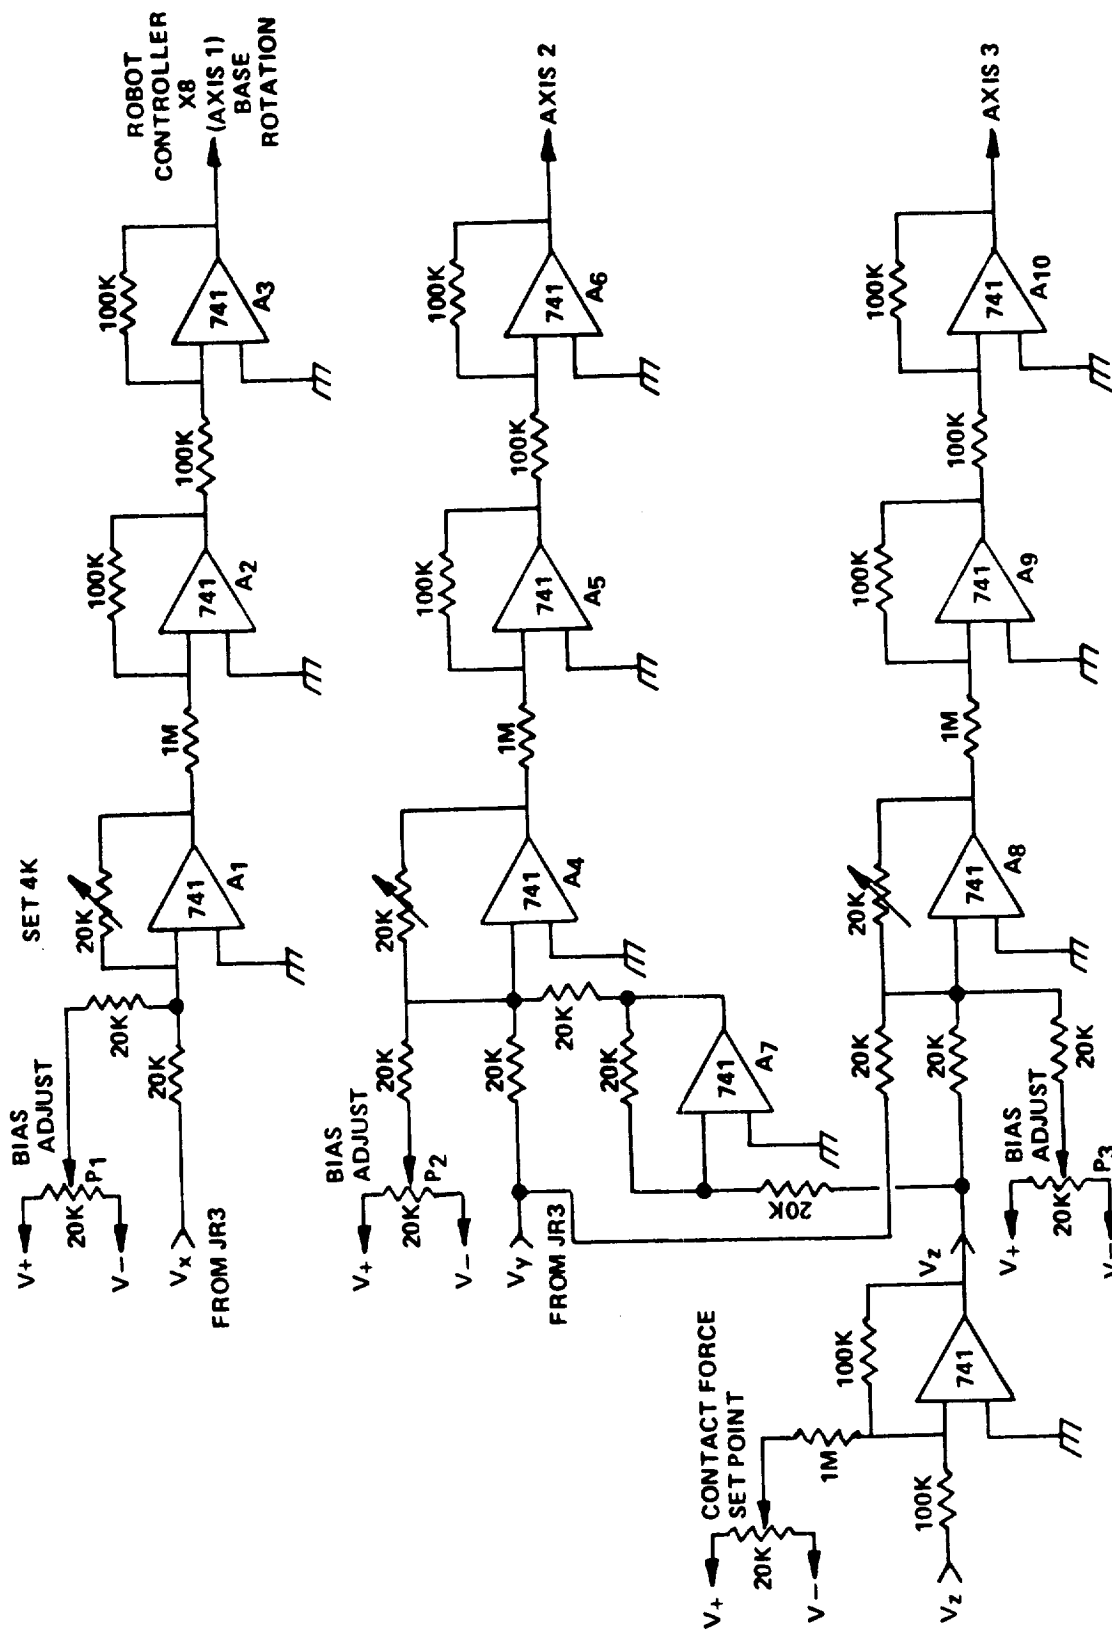 ROBOT
CONTROLLER
X8
(AXIS 1)
BASE
ROTATION
100K
741
A3
100K
100K
741
A2
1M
SET 4K
20K
741
A1
20K
20K
BIAS
ADJUST
V+
20K
P1
V-
Vx
FROM JR3
AXIS 2
100K
741
A6
100K
100K
741
A5
1M
20K
741
A4
20K
20K
20K
20K
741
A7
20K
BIAS
ADJUST
V+
20K
P2
V-
Vy
FROM JR3
AXIS 3
100K
741
A10
100K
100K
741
A9
1M
20K
741
A8
20K
20K
20K
BIAS
ADJUST
V+
20K
P3
V-
Vz
100K
741
CONTACT FORCE
SET POINT
1M
V+
20K
V-
100K
Vz